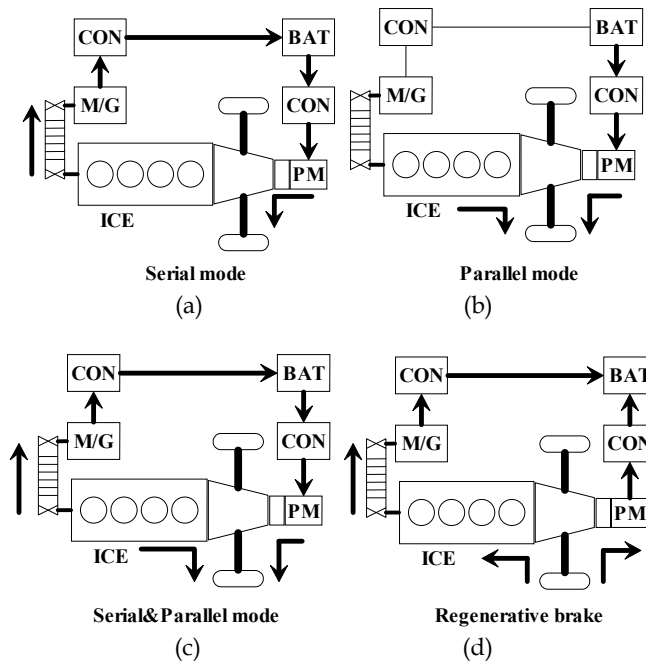 CON BAT
M/G CON
PM
ICE
Serial mode
(a)
CON BAT
M/G CON
PM
ICE
Parallel mode
(b)
CON BAT
M/G CON
PM
ICE
Serial&Parallel mode
(c)
CON BAT
M/G CON
PM
ICE
Regenerative brake
(d)